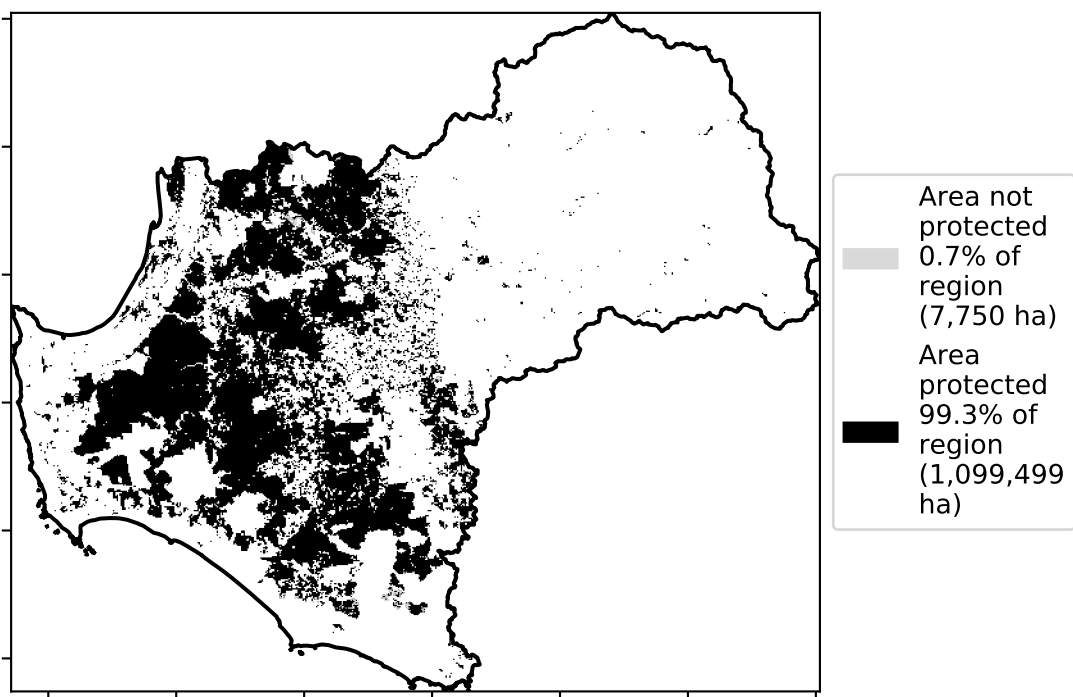 Area not
protected
0.7% of
region
(7,750 ha)
Area
protected
99.3% of
region
(1,099,499
ha)